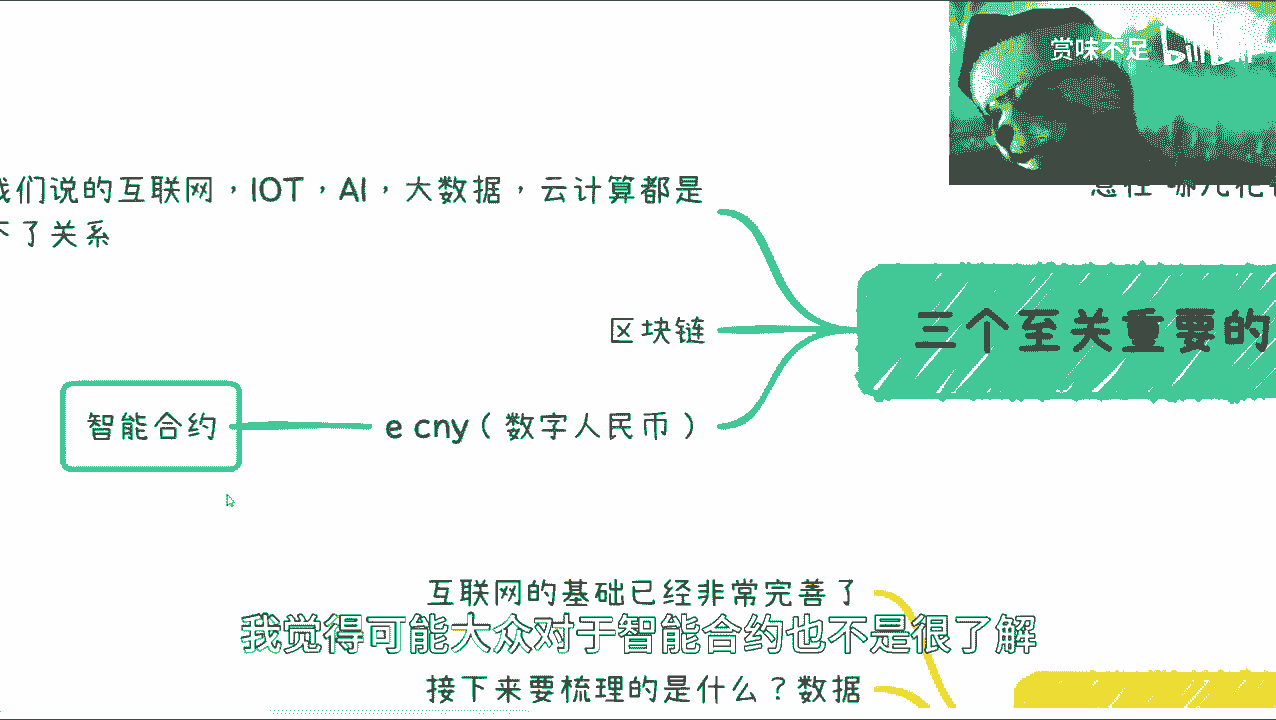 赏味不足 bilibili
我们说的互联网，IOT，AI，大数据，云计算都是
不了关系
区块链
三个至关重要的
智能合约
e cny（数字人民币）
互联网的基础已经非常完善了
我觉得可能大众对于智能合约也不是很了解
接下来要梳理的是什么？数据